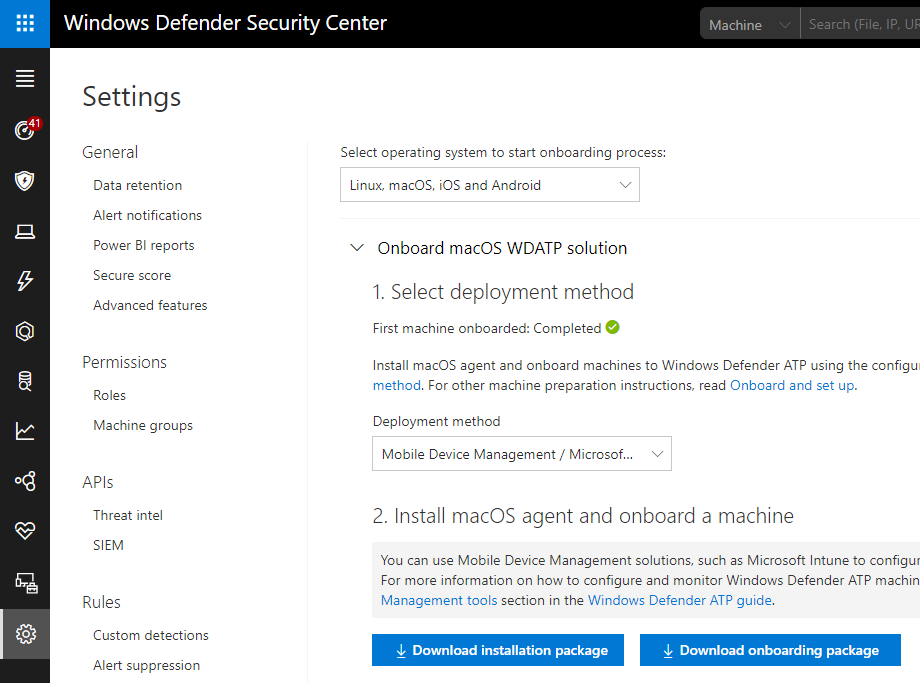 Windows Defender Security Center
Machine
Search (File, IP, UR
41
Settings
General
Data retention
Alert notifications
Power BI reports
Secure score
Advanced features
Permissions
Roles
Machine groups
APIs
Threat intel
SIEM
Rules
Custom detections
Alert suppression
Select operating system to start onboarding process:
Linux, macOS, iOS and Android
Onboard macOS WDATP solution
1. Select deployment method
First machine onboarded: Completed
Install macOS agent and onboard machines to Windows Defender ATP using the configu
method. For other machine preparation instructions, read Onboard and set up.
Deployment method
Mobile Device Management / Microsof...
2. Install macOS agent and onboard a machine
You can use Mobile Device Management solutions, such as Microsoft Intune to configur
For more information on how to configure and monitor Windows Defender ATP machin
Management tools section in the Windows Defender ATP guide.
Download installation package
Download onboarding package